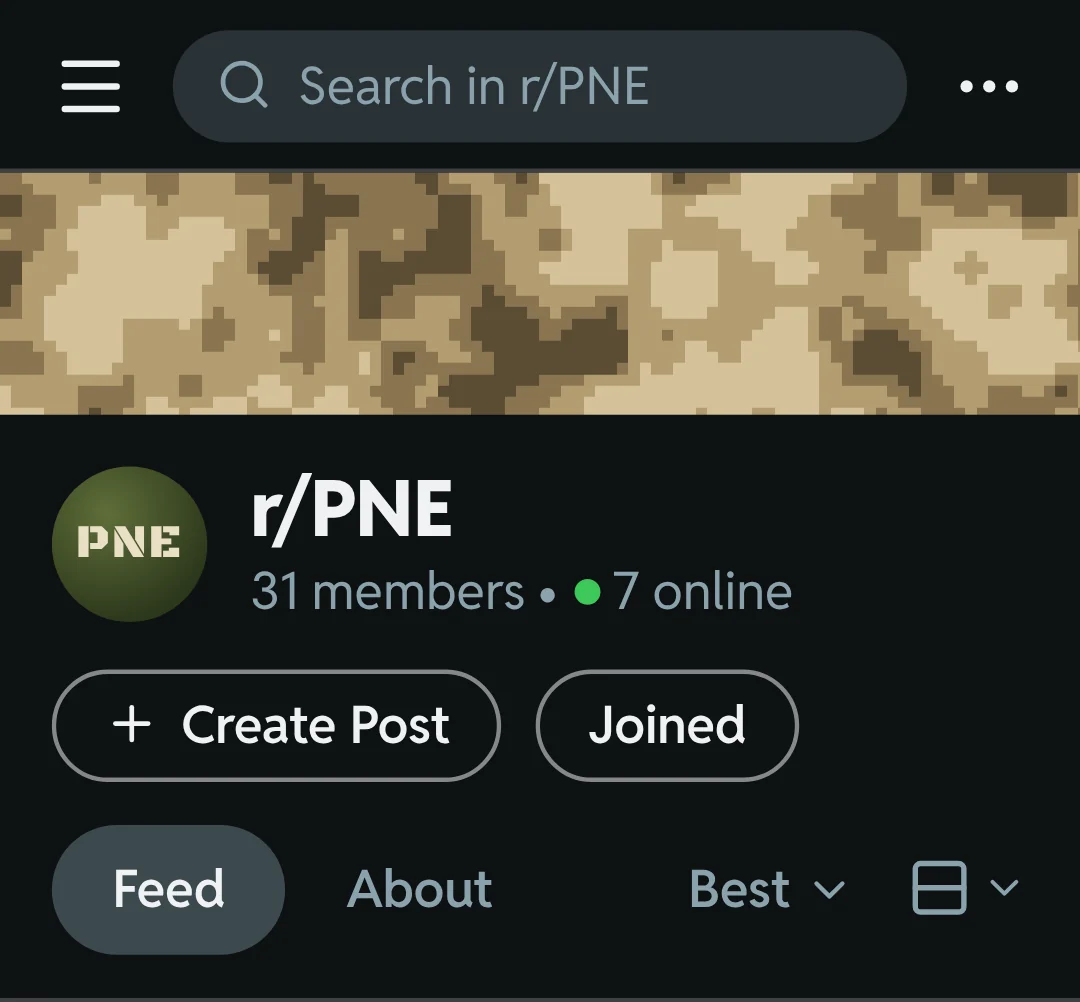 Search in r/PNE
PNE
r/PNE
31 members • 7 online
+ Create Post
Joined
Feed
About
Best